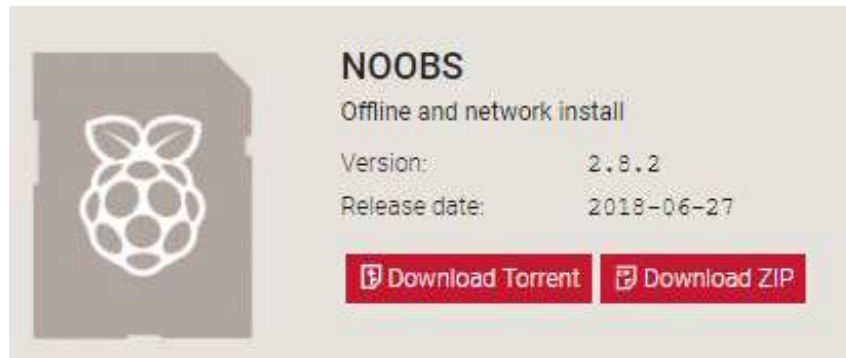 NOOBS
Offline and network install
Version: 2.8.2
Release date: 2018-06-27
Download Torrent Download ZIP